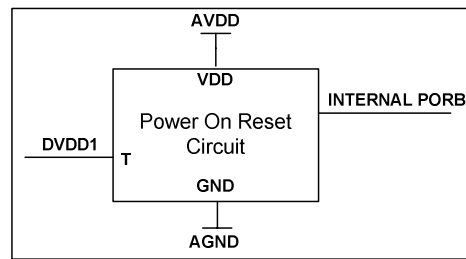 AVDD
VDD
INTERNAL PORB
Power On Reset
Circuit
DVDD1
T
GND
AGND